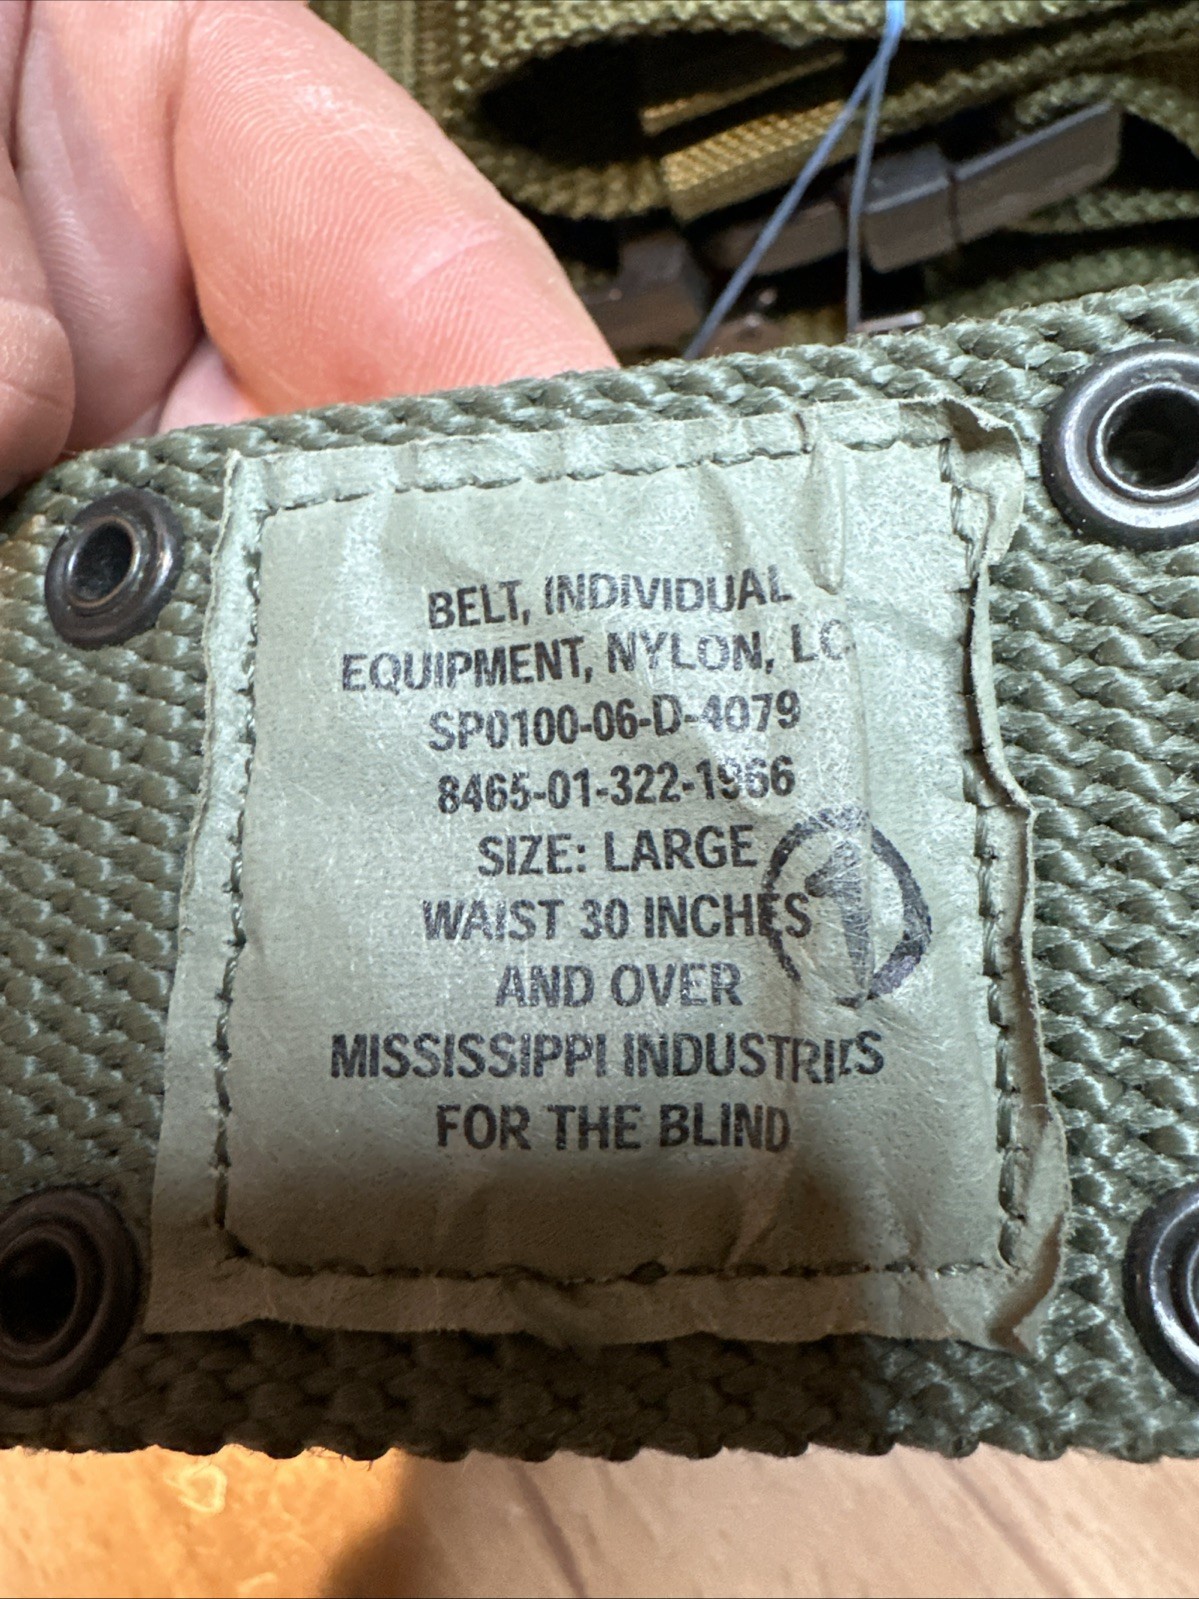 BELT, INDIVIDUAL
EQUIPMENT, NYLON, LC.
SP0100-06-D-4079
8465-01-322-1966
SIZE: LARGE
WAIST 30 INCHES
1
AND OVER
MISSISSIPPI INDUSTRIES
FOR THE BLIND